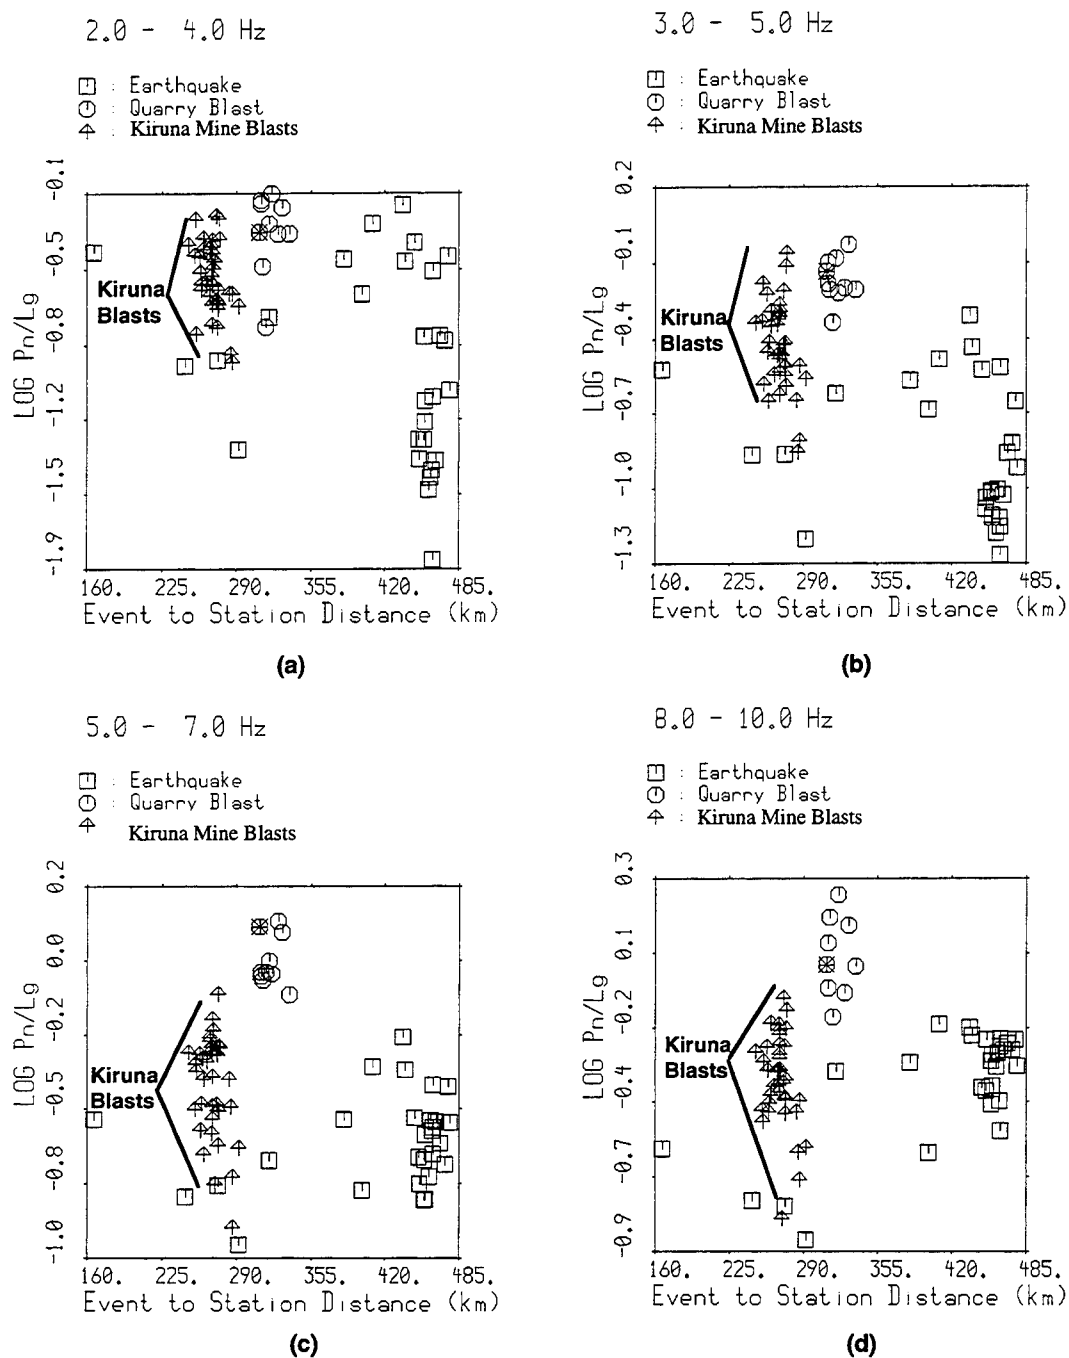 2.0 - 4.0 Hz
: Earthquake
: Quarry Blast
: Kiruna Mine Blasts
LOG Pn/Lg
-0.1
-0.5
-0.8
-1.2
-1.5
-1.9
Kiruna
Blasts
160. 225. 290. 355. 420. 485.
Event to Station Distance (km)
(a)
3.0 - 5.0 Hz
: Earthquake
: Quarry Blast
: Kiruna Mine Blasts
LOG Pn/Lg
0.2
-0.1
-0.4
-0.7
-1.0
-1.3
Kiruna
Blasts
160. 225. 290. 355. 420. 485.
Event to Station Distance (km)
(b)
5.0 - 7.0 Hz
: Earthquake
: Quarry Blast
Kiruna Mine Blasts
LOG Pn/Lg
0.2
0.0
-0.2
-0.5
-0.8
-1.0
Kiruna
Blasts
160. 225. 290. 355. 420. 485.
Event to Station Distance (km)
(c)
8.0 - 10.0 Hz
: Earthquake
: Quarry Blast
: Kiruna Mine Blasts
LOG Pn/Lg
0.3
0.1
-0.2
-0.4
-0.7
-0.9
Kiruna
Blasts
160. 225. 290. 355. 420. 485.
Event to Station Distance (km)
(d)